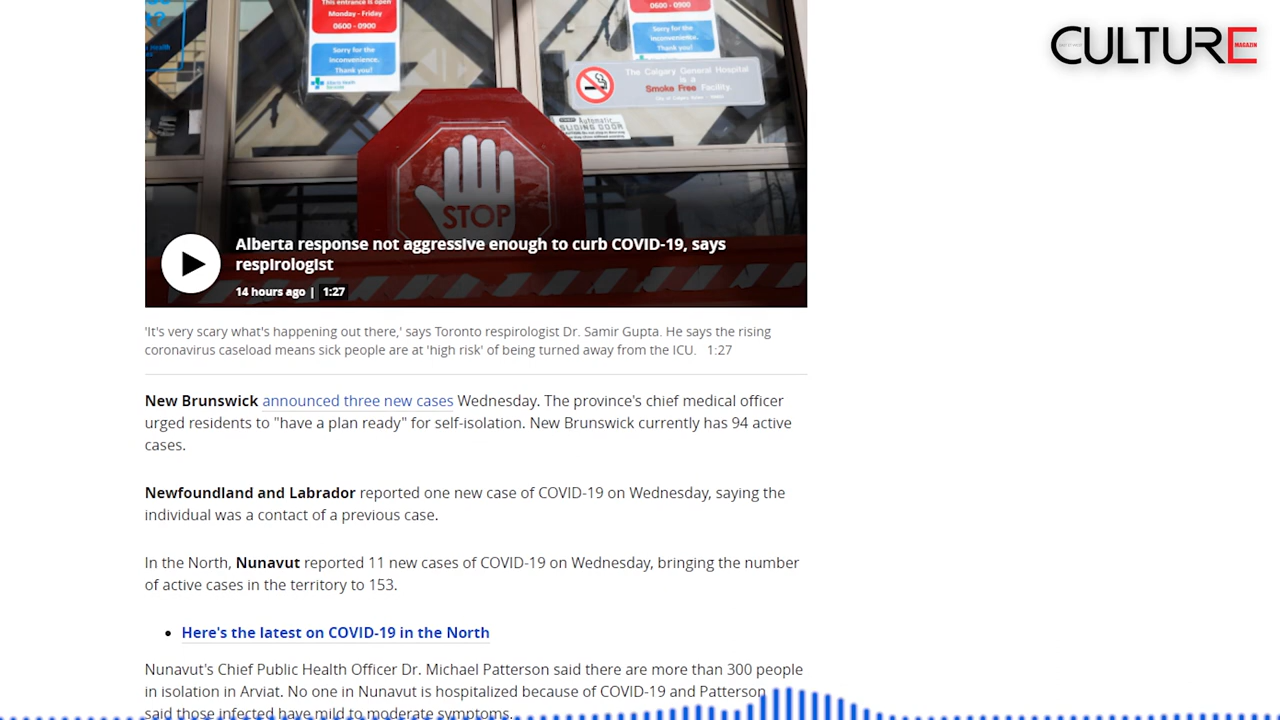 This entrance is open
Monday - Friday
0600 - 0900
Sorry for the
inconvenience.
Thank you!
Alberta Health
Services
0600 - 0900
Sorry for the
inconvenience.
Thank you!
The Calgary General Hospital
is a
Smoke Free Facility.
Automatic
SLIDING DOOR
STOP
CULTURE
MAGAZIN
Alberta response not aggressive enough to curb COVID-19, says
respirologist
14 hours ago | 1:27
'It's very scary what's happening out there,' says Toronto respirologist Dr. Samir Gupta. He says the rising
coronavirus caseload means sick people are at 'high risk' of being turned away from the ICU. 1:27
New Brunswick announced three new cases Wednesday. The province's chief medical officer
urged residents to "have a plan ready" for self-isolation. New Brunswick currently has 94 active
cases.
Newfoundland and Labrador reported one new case of COVID-19 on Wednesday, saying the
individual was a contact of a previous case.
In the North, Nunavut reported 11 new cases of COVID-19 on Wednesday, bringing the number
of active cases in the territory to 153.
• Here's the latest on COVID-19 in the North
Nunavut's Chief Public Health Officer Dr. Michael Patterson said there are more than 300 people
in isolation in Arviat. No one in Nunavut is hospitalized because of COVID-19 and Patterson
said those infected have mild to moderate symptoms.